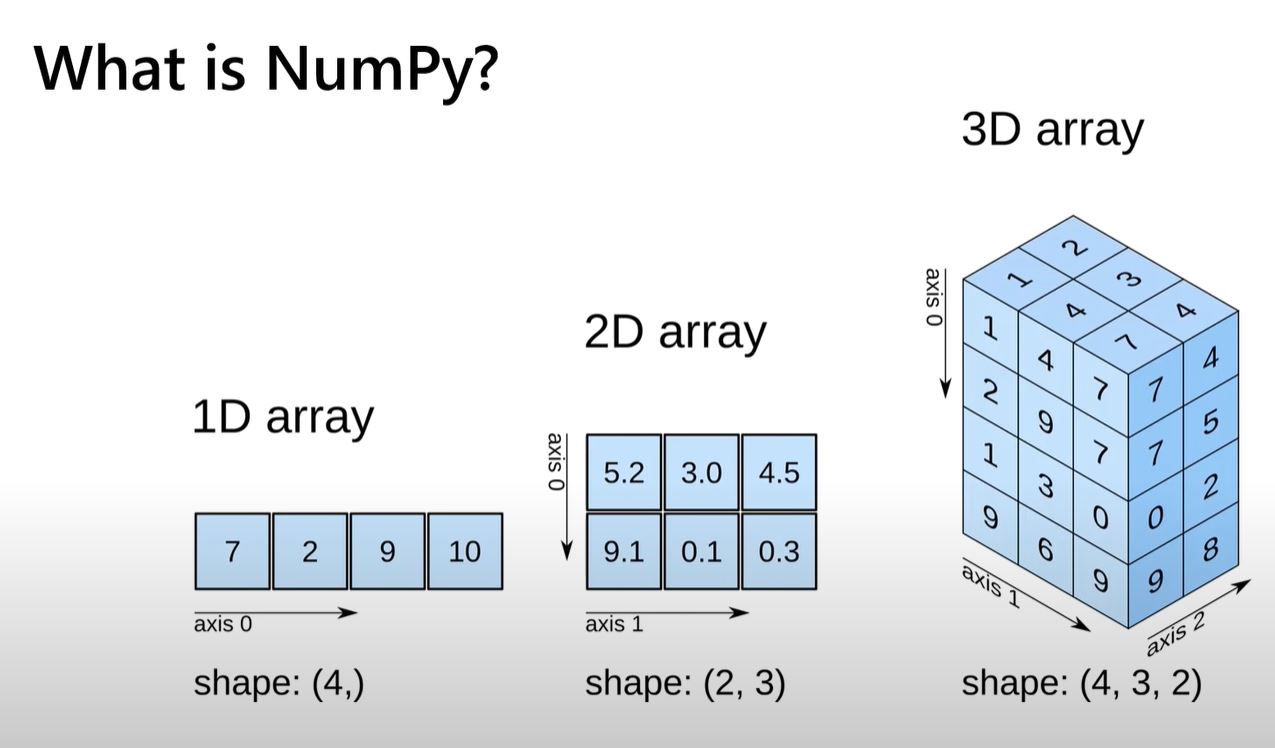 What is NumPy?
1D array
7 2 9 10
axis 0
shape: (4,)
2D array
axis 0
5.2 3.0 4.5
9.1 0.1 0.3
axis 1
shape: (2, 3)
3D array
axis 0
2
1 3
4 4
7
1 4 7 7 4
2 9 7 7 5
1 3 0 0 2
9 6 9 9 8
axis 1
axis 2
shape: (4, 3, 2)